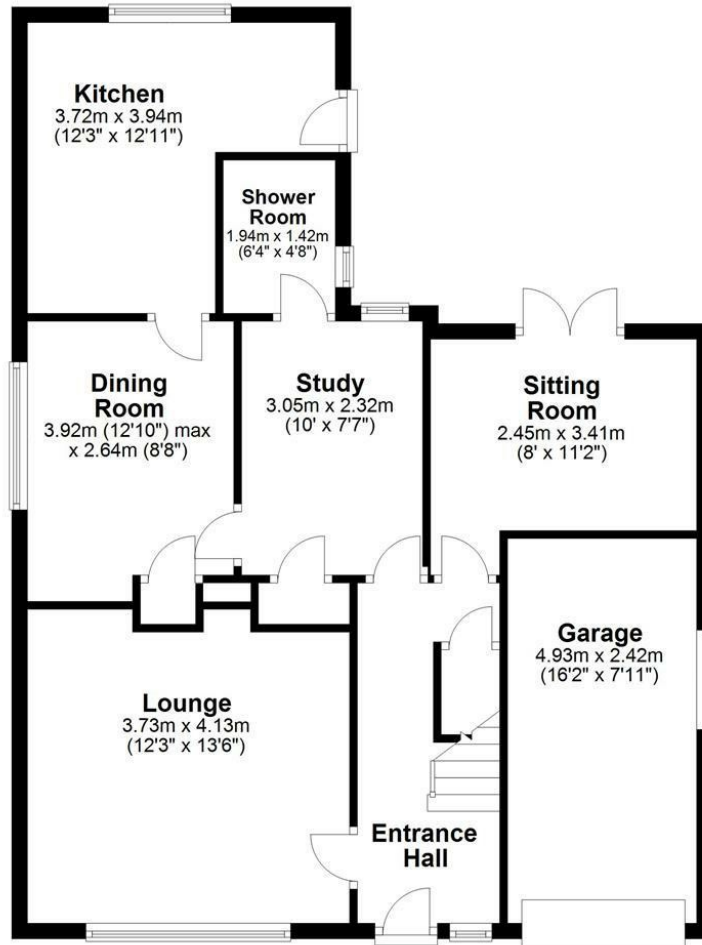 Kitchen
3.72m x 3.94m
(12'3" x 12'11")
Shower
Room
1.94m x 1.42m
(6'4" x 4'8")
Dining
Room
3.92m (12'10") max
x 2.64m (8'8")
Study
3.05m x 2.32m
(10' x 7'7")
Sitting
Room
2.45m x 3.41m
(8' x 11'2")
Lounge
3.73m x 4.13m
(12'3" x 13'6")
Garage
4.93m x 2.42m
(16'2" x 7'11")
Entrance
Hall